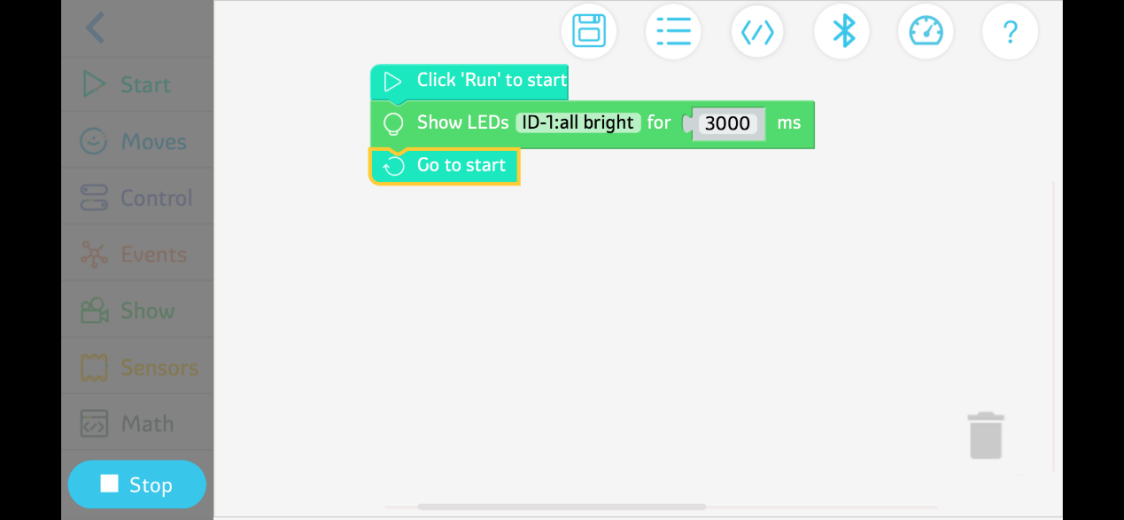 Start
Moves
Control
Events
Show
Sensors
Math
Stop
?
Click 'Run' to start
Show LEDs ID-1:all bright for 3000 ms
Go to start